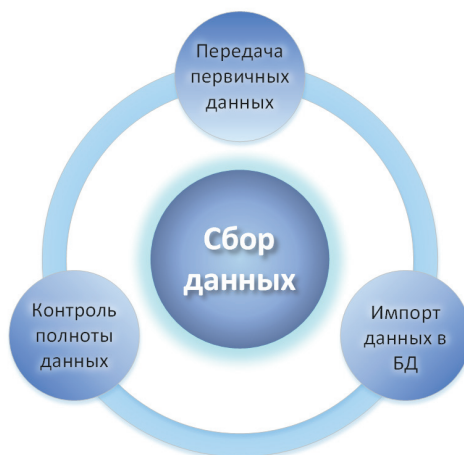 Передача
первичных
данных
Сбор
данных
Контроль
полноты
данных
Импорт
данных в
БД